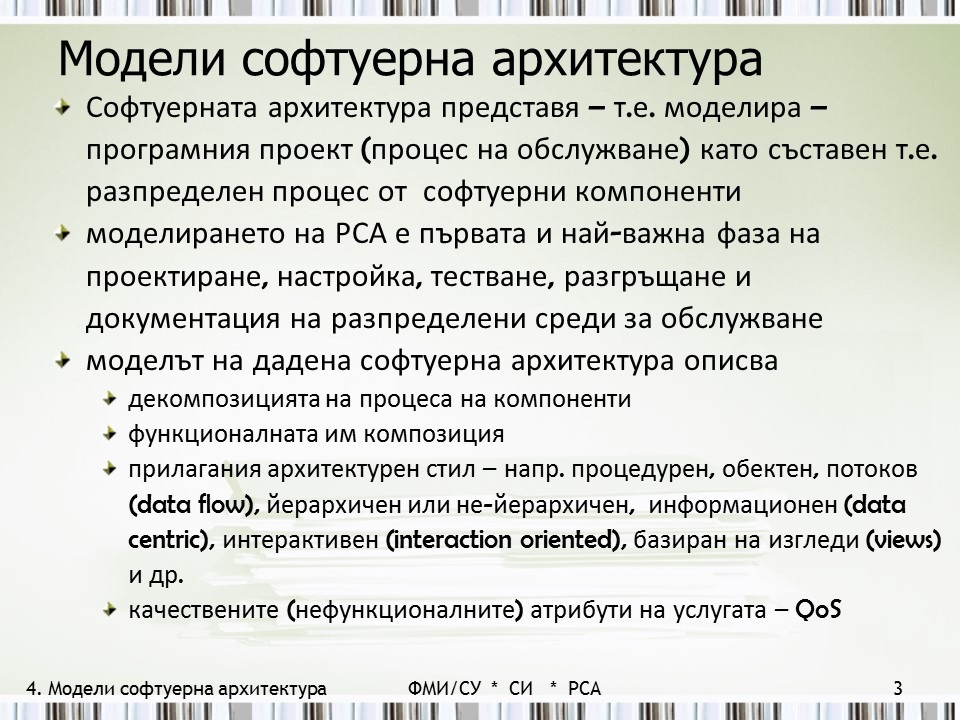 Модели софтуерна архитектура
Софтуерната архитектура представя – т.е. моделира –
програмния проект (процес на обслужване) като съставен т.е.
разпределен процес от софтуерни компоненти
моделирането на РСА е първата и най-важна фаза на
проектиране, настройка, тестване, разгръщане и
документация на разпределени среди за обслужване
моделът на дадена софтуерна архитектура описва
декомпозицията на процеса на компоненти
функционалната им композиция
прилагания архитектурен стил – напр. процедурен, обектен, потоков
(data flow), йерархичен или не-йерархичен, информационен (data
centric), интерактивен (interaction oriented), базиран на изгледи (views)
и др.
качествените (нефункционалните) атрибути на услугата – QoS
4. Модели софтуерна архитектура ФМИ/СУ * СИ * РСА 3